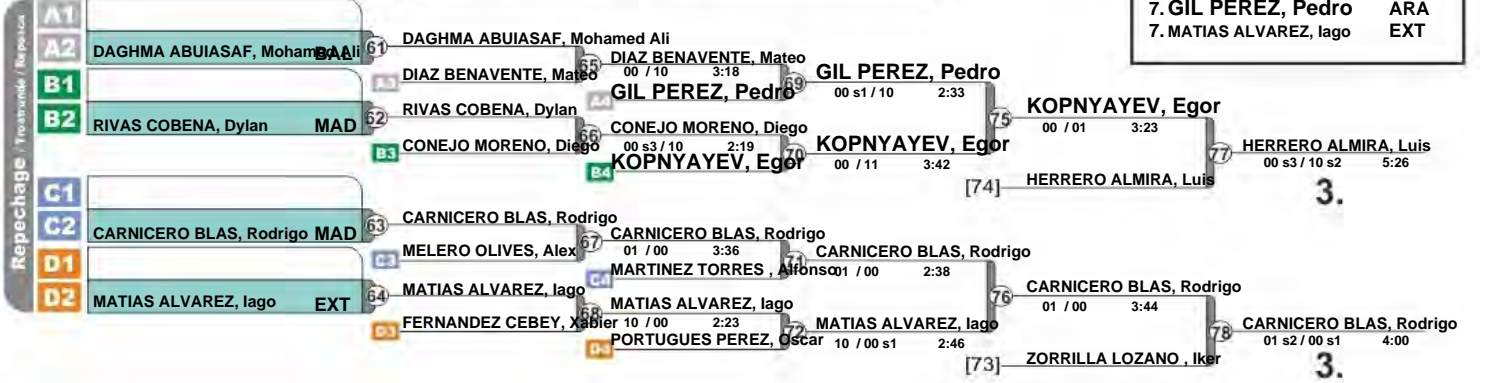 7. GIL PEREZ, Pedro ARA
7. MATIAS ALVAREZ, Iago EXT
Repechage / Trostrunde / Repesca
A1
A2 DAGHMA ABUIASAF, Mohamed Ali BAL
B1
B2 RIVAS COBENA, Dylan MAD
C1
C2 CARNICERO BLAS, Rodrigo MAD
D1
D2 MATIAS ALVAREZ, Iago EXT
61 DAGHMA ABUIASAF, Mohamed Ali
A3 DIAZ BENAVENTE, Mateo
62 RIVAS COBENA, Dylan
B3 CONEJO MORENO, Diego
63 CARNICERO BLAS, Rodrigo
C3 MELERO OLIVES, Alex
64 MATIAS ALVAREZ, Iago
D3 FERNANDEZ CEBEY, Xabier
65 DIAZ BENAVENTE, Mateo
00 / 10 3:18
A4 GIL PEREZ, Pedro
66 CONEJO MORENO, Diego
00 s3 / 10 2:19
B4 KOPNYAYEV, Egor
67 CARNICERO BLAS, Rodrigo
01 / 00 3:36
C4 MARTINEZ TORRES , Alfonso
68 MATIAS ALVAREZ, Iago
10 / 00 2:23
D4 PORTUGUES PEREZ, Oscar
69 GIL PEREZ, Pedro
00 s1 / 10 2:33
70 KOPNYAYEV, Egor
00 / 11 3:42
71 CARNICERO BLAS, Rodrigo
01 / 00 2:38
72 MATIAS ALVAREZ, Iago
10 / 00 s1 2:46
75 KOPNYAYEV, Egor
00 / 01 3:23
[74] HERRERO ALMIRA, Luis
76 CARNICERO BLAS, Rodrigo
01 / 00 3:44
[73] ZORRILLA LOZANO , Iker
77 HERRERO ALMIRA, Luis
00 s3 / 10 s2 5:26
3.
78 CARNICERO BLAS, Rodrigo
01 s2 / 00 s1 4:00
3.